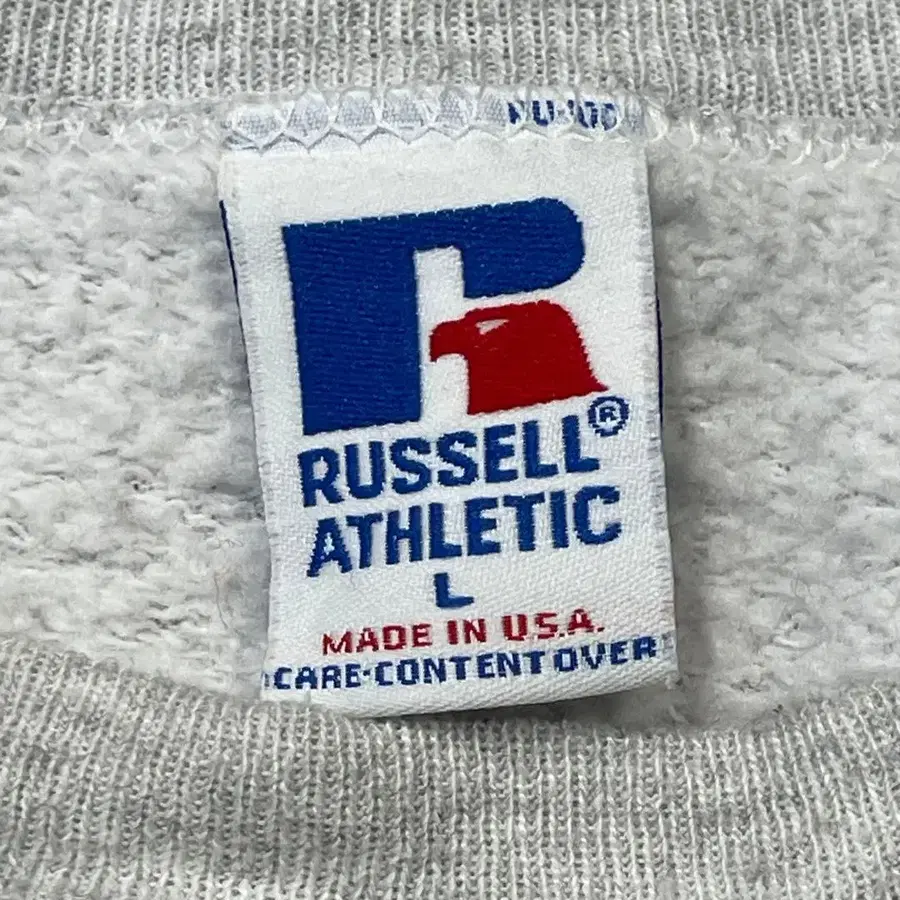 RUSSELL®
ATHLETIC
L
MADE IN U.S.A.
CARE-CONTENT OVER